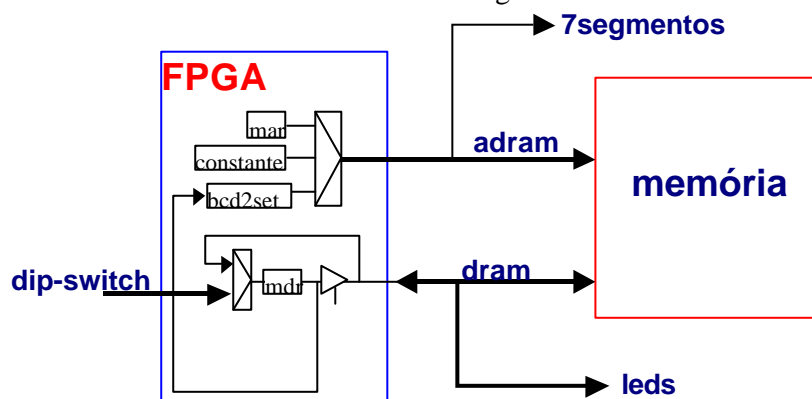 7segmentos
FPGA
mar
adram
constante
memória
bcd2set
dram
dip-switch
mdr
leds